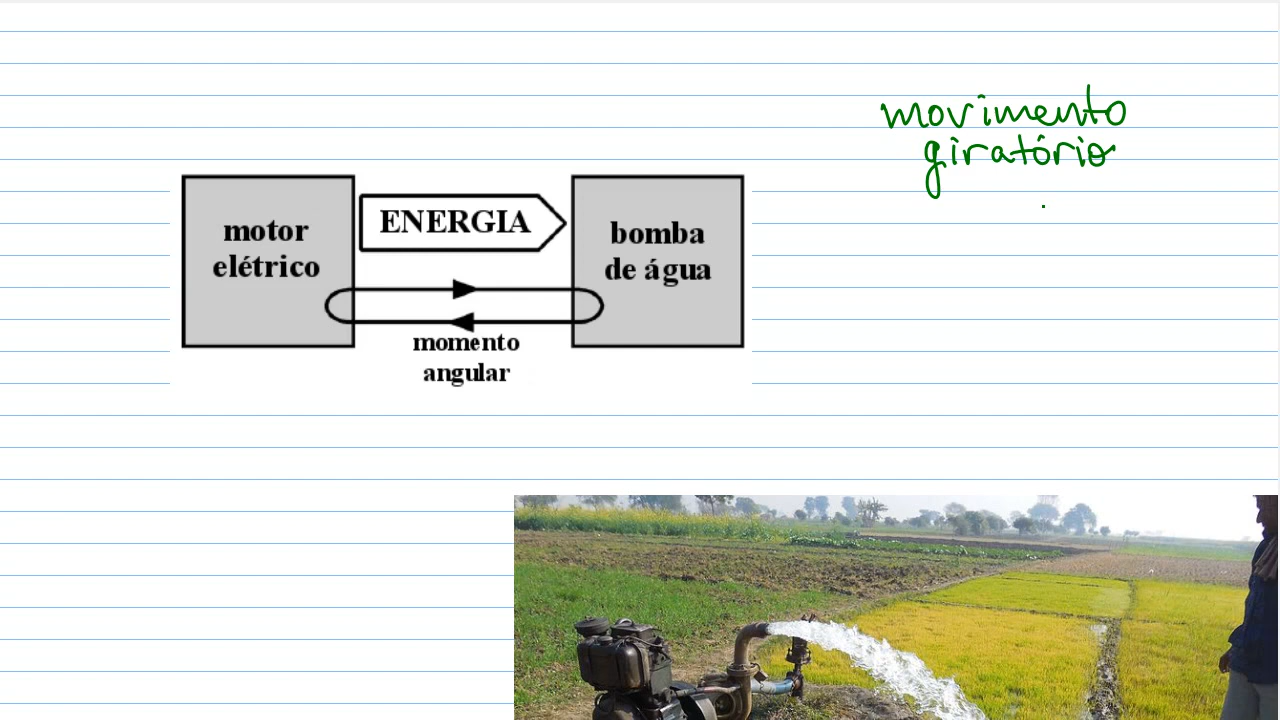 movimento
giratório
motor
elétrico
ENERGIA
bomba
de água
momento
angular